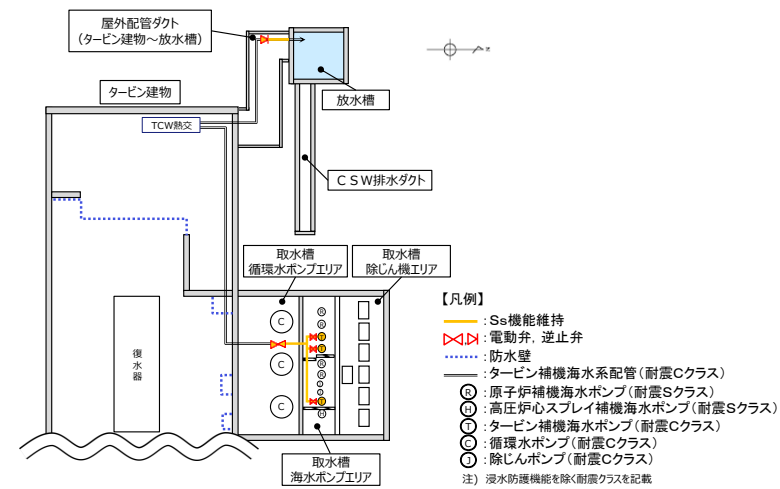 屋外配管ダクト
(タービン建物～放水槽)
タービン建物
TCW熱交
放水槽
CSW排水ダクト
N
取水槽
循環水ポンプエリア
取水槽
除じん機エリア
復水器
C
C
C
R
R
T
T
R
R
J
J
T
H
取水槽
海水ポンプエリア
【凡例】
:Ss機能維持
:電動弁，逆止弁
:防水壁
:タービン補機海水系配管(耐震Cクラス)
R:原子炉補機海水ポンプ(耐震Sクラス)
H:高圧炉心スプレイ補機海水ポンプ(耐震Sクラス)
T:タービン補機海水ポンプ(耐震Cクラス)
C:循環水ポンプ(耐震Cクラス)
J:除じんポンプ(耐震Cクラス)
注) 浸水防護機能を除く耐震クラスを記載